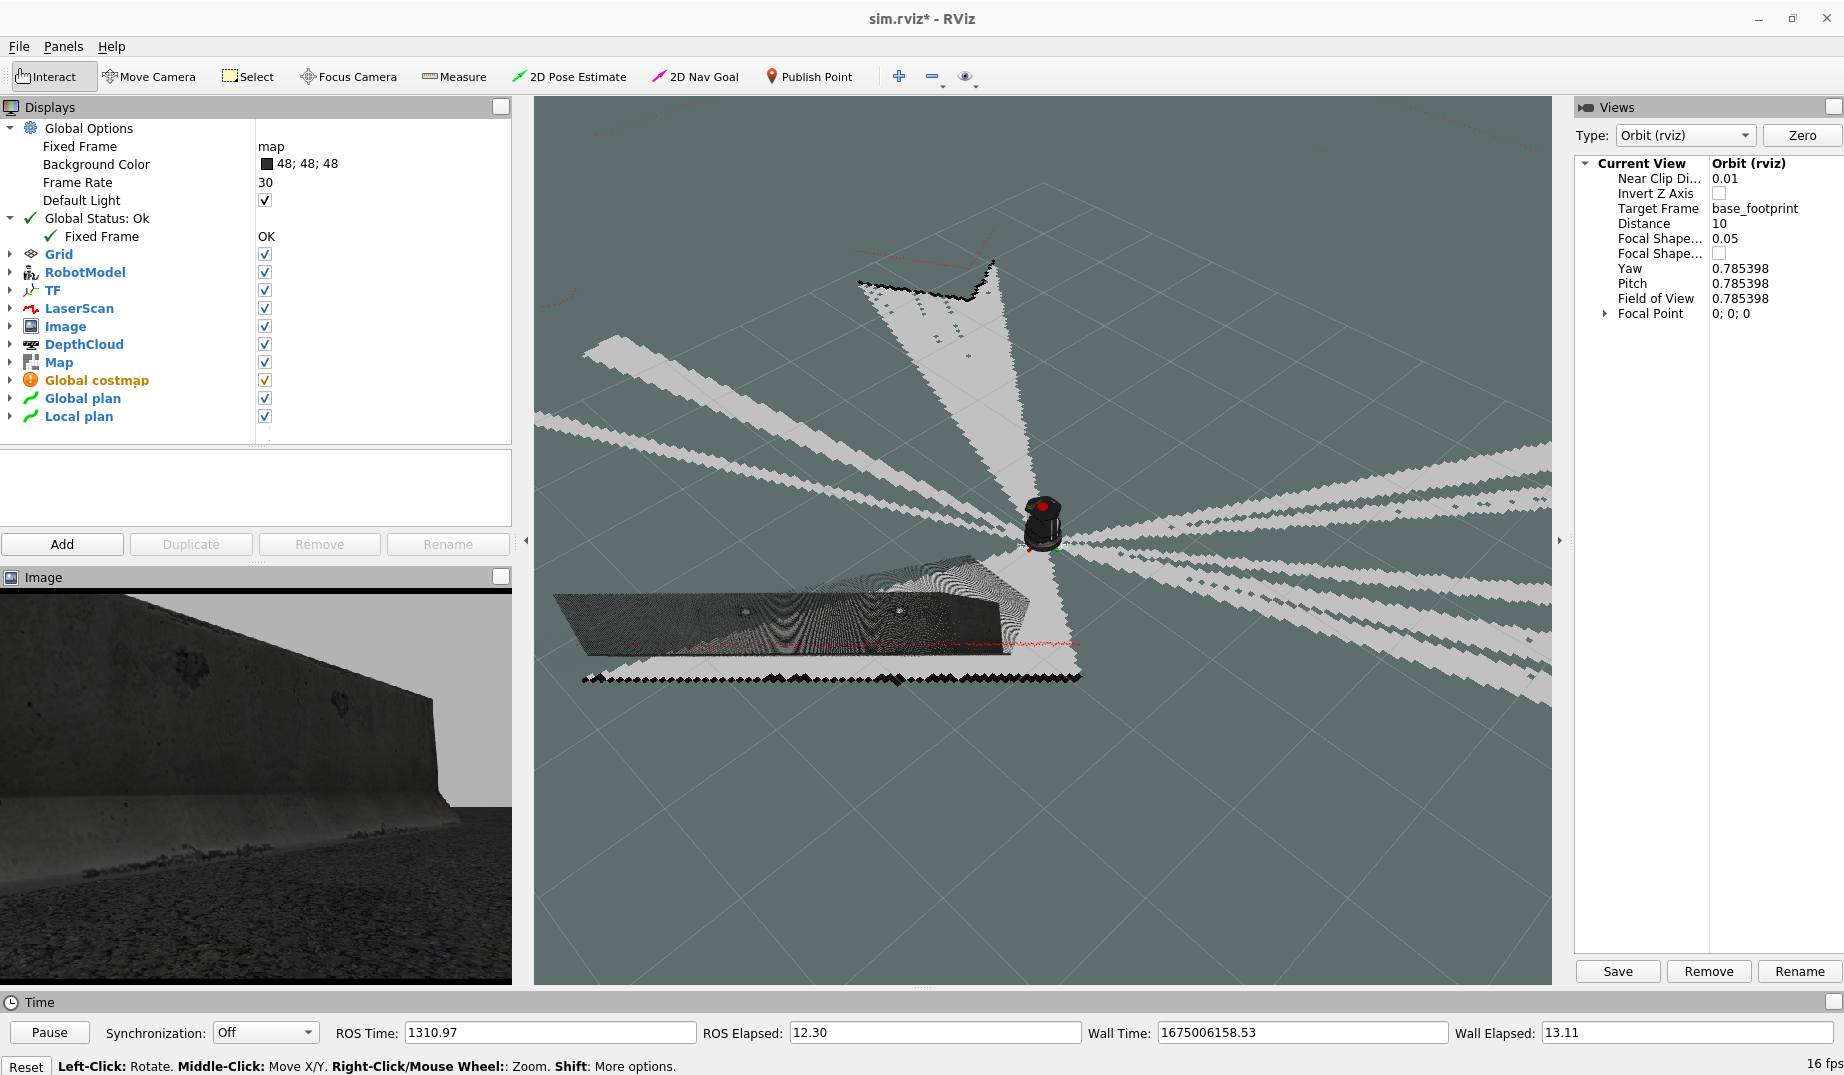 sim.rviz* - RViz
File Panels Help
Interact Move Camera Select Focus Camera Measure 2D Pose Estimate 2D Nav Goal Publish Point
Displays
Global Options
Fixed Frame map
Background Color 48; 48; 48
Frame Rate 30
Default Light
Global Status: Ok
Fixed Frame OK
Grid
RobotModel
TF
LaserScan
Image
DepthCloud
Map
Global costmap
Global plan
Local plan
Add Duplicate Remove Rename
Image
Views
Type: Orbit (rviz) Zero
Current View Orbit (rviz)
Near Clip Di... 0.01
Invert Z Axis
Target Frame base_footprint
Distance 10
Focal Shape... 0.05
Focal Shape...
Yaw 0.785398
Pitch 0.785398
Field of View 0.785398
Focal Point 0; 0; 0
Save Remove Rename
Time
Pause Synchronization: Off ROS Time: 1310.97 ROS Elapsed: 12.30 Wall Time: 1675006158.53 Wall Elapsed: 13.11
Reset Left-Click: Rotate. Middle-Click: Move X/Y. Right-Click/Mouse Wheel:: Zoom. Shift: More options. 16 fps